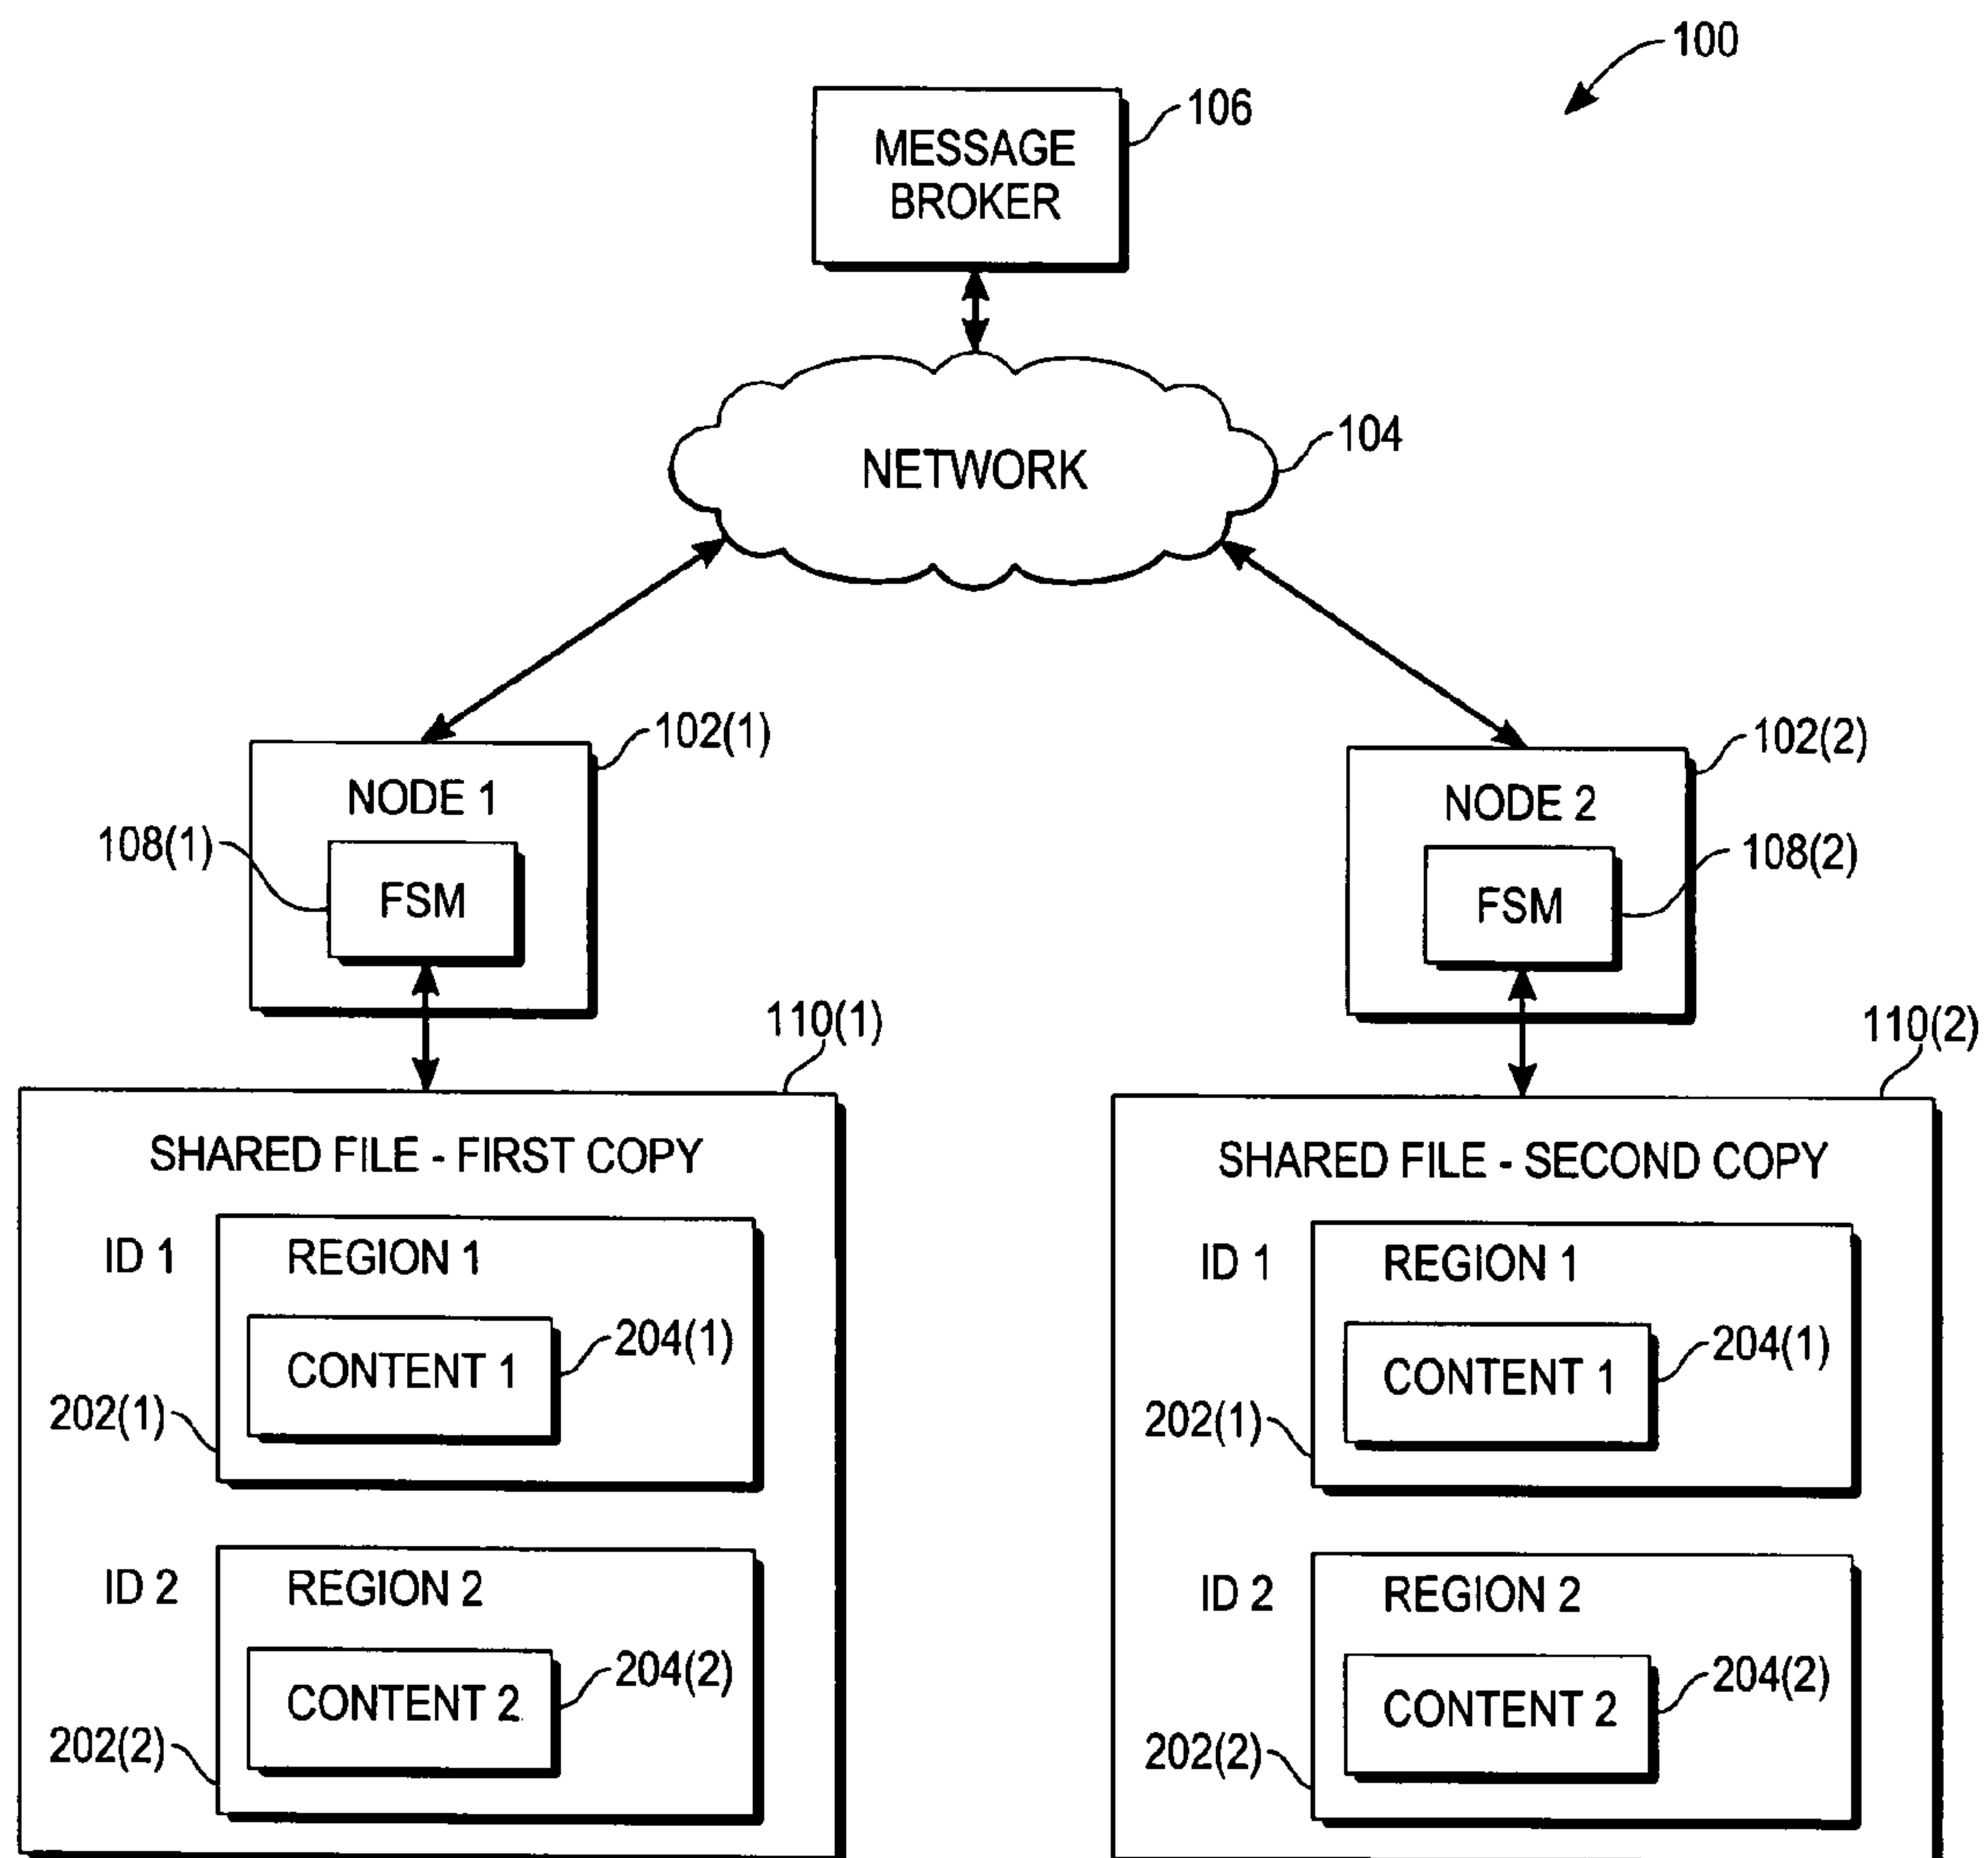 100
106
MESSAGE
BROKER
104
NETWORK
102(1)
NODE 1
108(1)
FSM
102(2)
NODE 2
108(2)
FSM
110(1)
SHARED FILE - FIRST COPY
ID 1
REGION 1
CONTENT 1
204(1)
202(1)
ID 2
REGION 2
CONTENT 2
204(2)
202(2)
110(2)
SHARED FILE - SECOND COPY
ID 1
REGION 1
CONTENT 1
204(1)
202(1)
ID 2
REGION 2
CONTENT 2
204(2)
202(2)